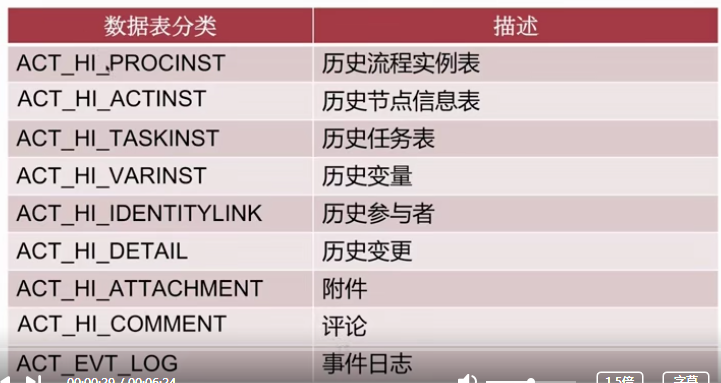 数据表分类 描述
ACT_HI_PROCINST 历史流程实例表
ACT_HI_ACTINST 历史节点信息表
ACT_HI_TASKINST 历史任务表
ACT_HI_VARINST 历史变量
ACT_HI_IDENTITYLINK 历史参与者
ACT_HI_DETAIL 历史变更
ACT_HI_ATTACHMENT 附件
ACT_HI_COMMENT 评论
ACT_EVT_LOG 事件日志
00:00:29 / 00:06:24 1.5倍 字幕